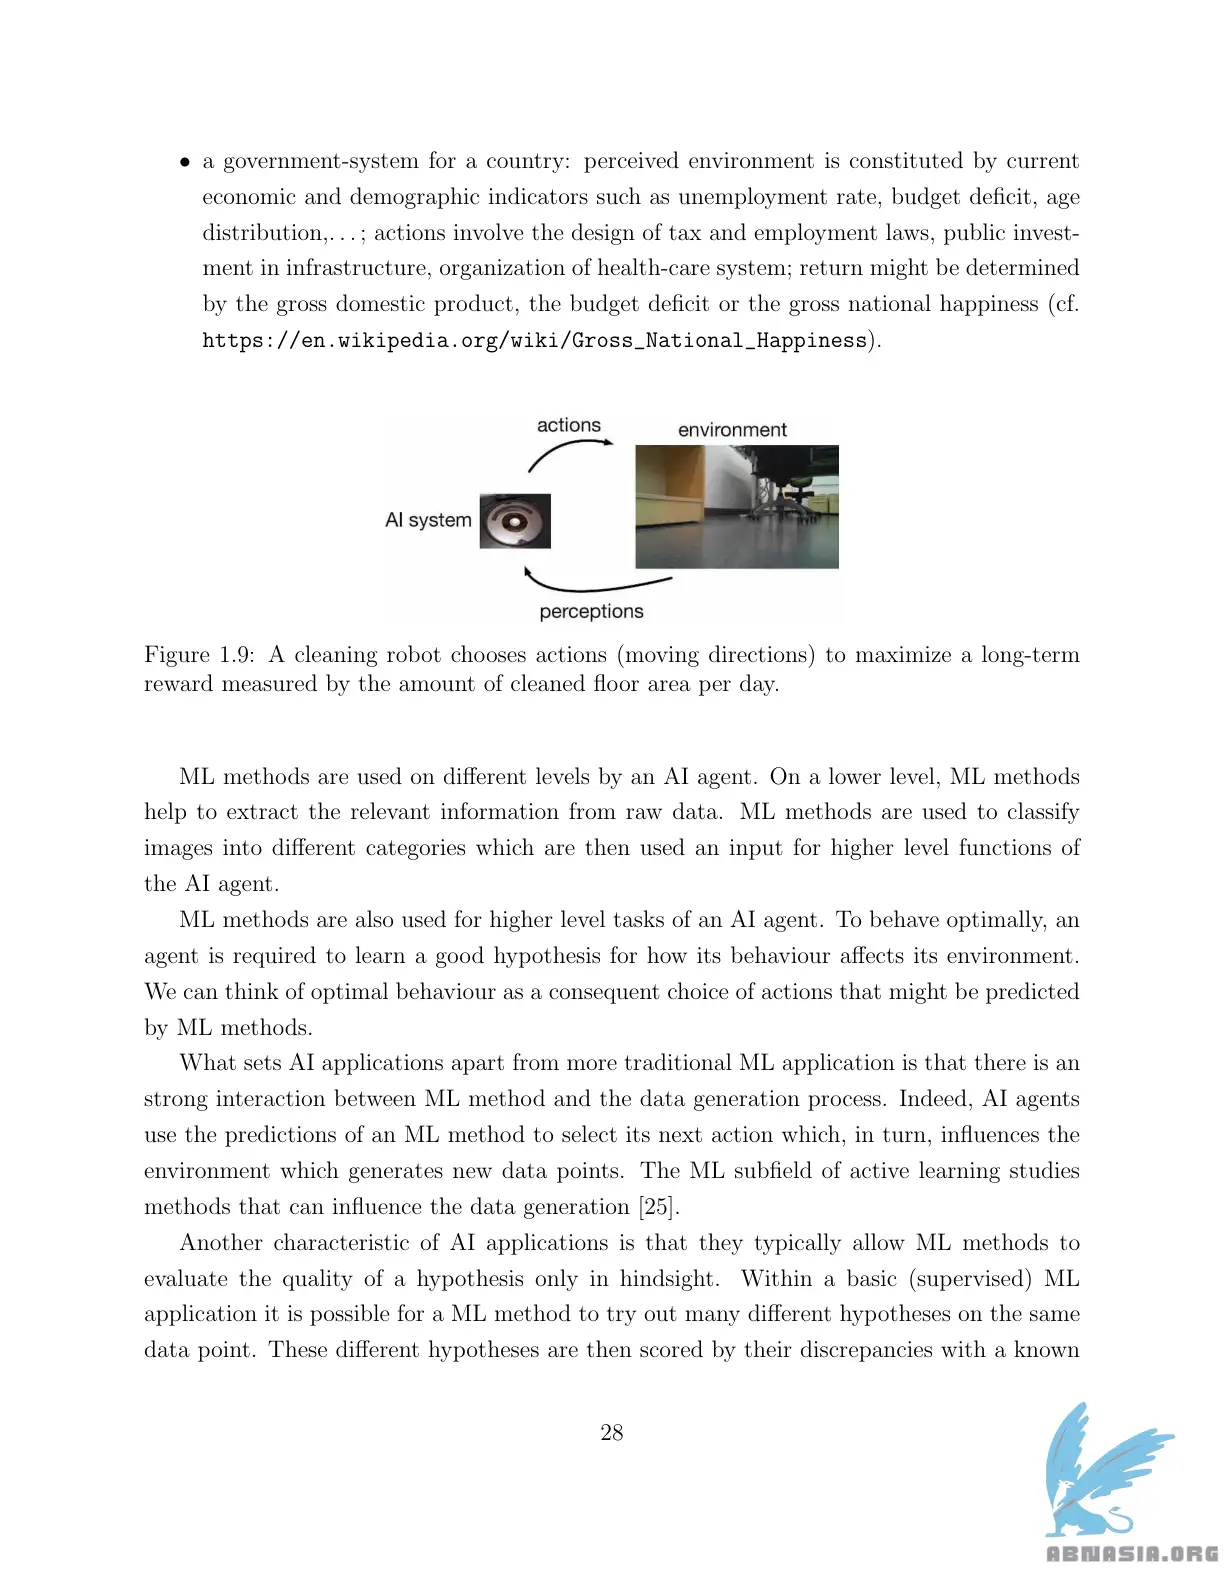 • a government-system for a country: perceived environment is constituted by current
economic and demographic indicators such as unemployment rate, budget deficit, age
distribution,. . . ; actions involve the design of tax and employment laws, public invest-
ment in infrastructure, organization of health-care system; return might be determined
by the gross domestic product, the budget deficit or the gross national happiness (cf.
https://en.wikipedia.org/wiki/Gross_National_Happiness).
actions
environment
AI system
perceptions
Figure 1.9: A cleaning robot chooses actions (moving directions) to maximize a long-term
reward measured by the amount of cleaned floor area per day.
ML methods are used on different levels by an AI agent. On a lower level, ML methods
help to extract the relevant information from raw data. ML methods are used to classify
images into different categories which are then used an input for higher level functions of
the AI agent.
ML methods are also used for higher level tasks of an AI agent. To behave optimally, an
agent is required to learn a good hypothesis for how its behaviour affects its environment.
We can think of optimal behaviour as a consequent choice of actions that might be predicted
by ML methods.
What sets AI applications apart from more traditional ML application is that there is an
strong interaction between ML method and the data generation process. Indeed, AI agents
use the predictions of an ML method to select its next action which, in turn, influences the
environment which generates new data points. The ML subfield of active learning studies
methods that can influence the data generation [25].
Another characteristic of AI applications is that they typically allow ML methods to
evaluate the quality of a hypothesis only in hindsight. Within a basic (supervised) ML
application it is possible for a ML method to try out many different hypotheses on the same
data point. These different hypotheses are then scored by their discrepancies with a known
28
ABNASIA.ORG